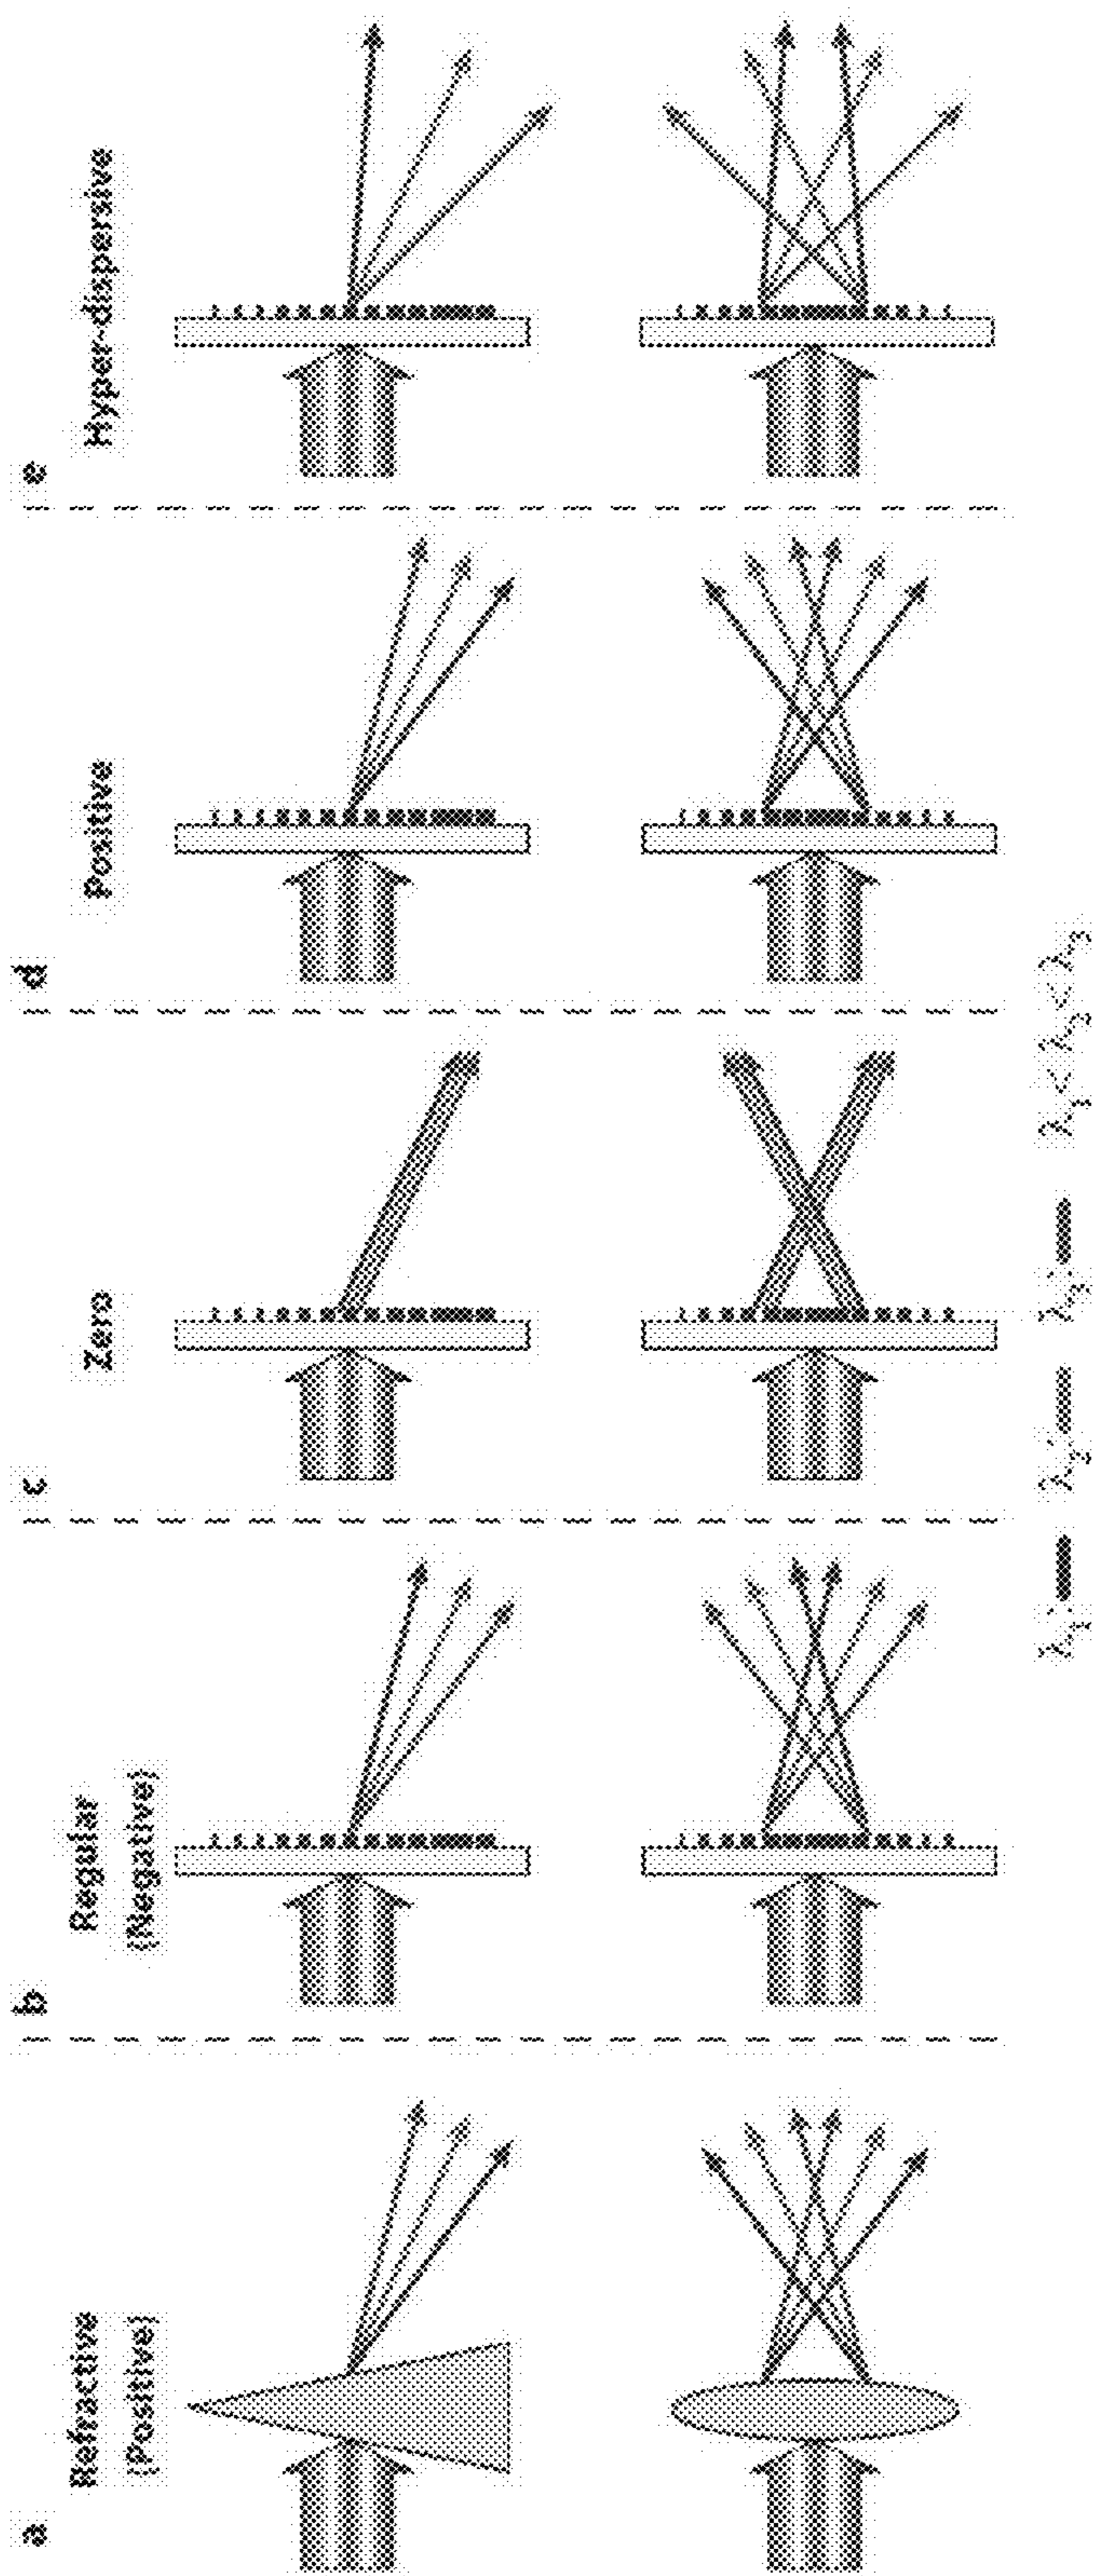 a
Refractive
(Positive)
b
Regular
(Negative)
c
Zero
d
Positive
e
Hyper-dispersive
λ₁: λ₂: λ₃: λ₁< λ₂< λ₃